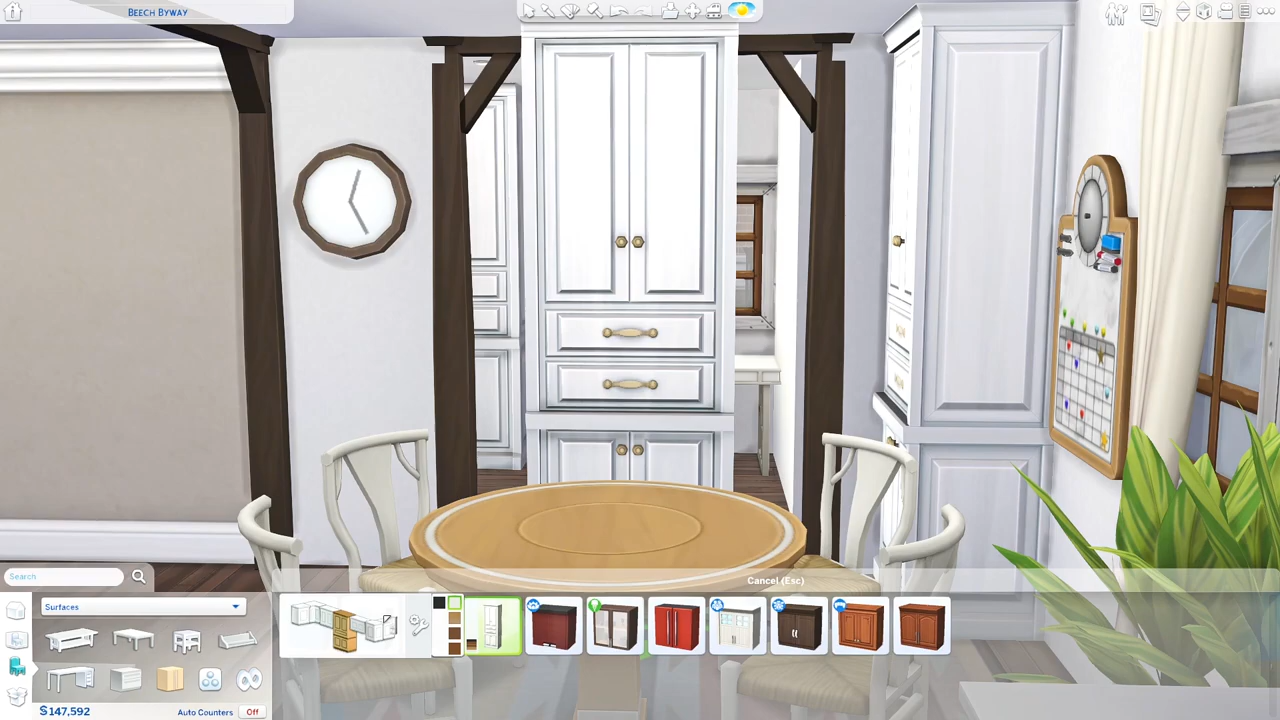 BEECH BYWAY
Search
Cancel (Esc)
Surfaces
§147,592
Auto Counters
Off